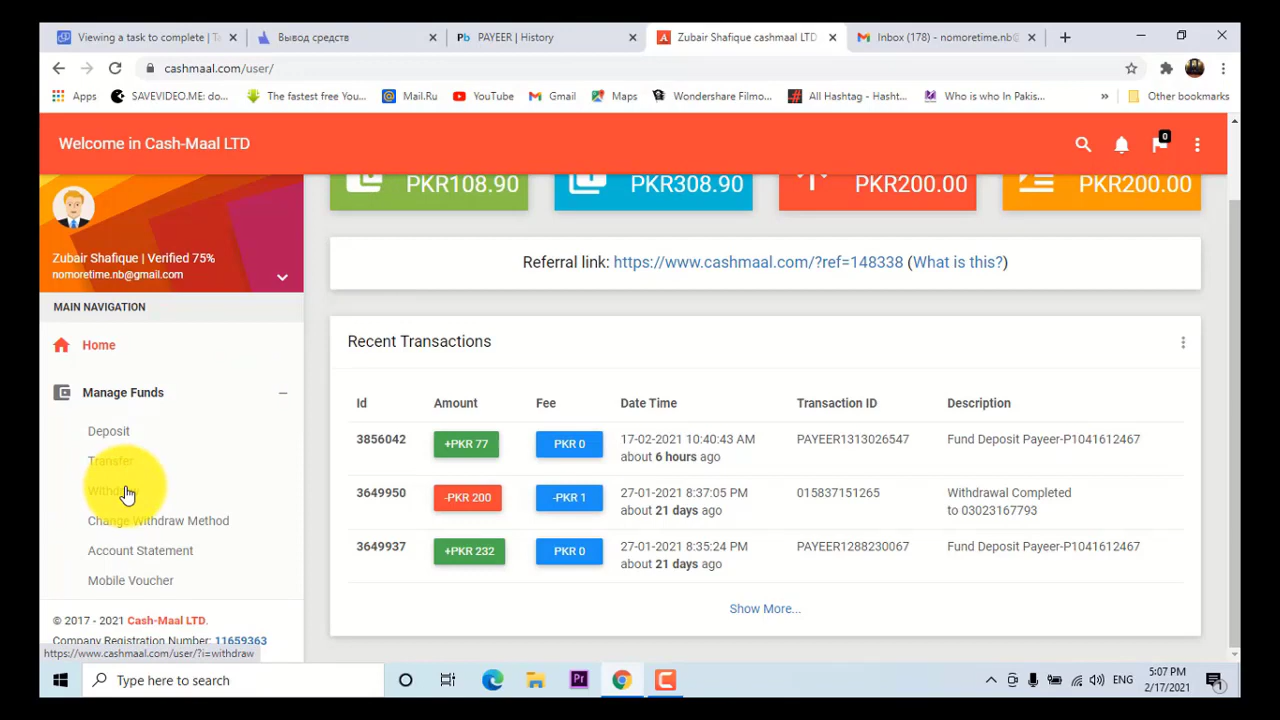 Viewing a task to complete | Ta
Вывод средств
PAYEER | History
Zubair Shafique cashmaal LTD
Inbox (178) - nomoretime.nb@
cashmaal.com/user/
Apps
SAVEVIDEO.ME: do...
The fastest free You...
Mail.Ru
YouTube
Gmail
Maps
Wondershare Filmo...
All Hashtag - Hasht...
Who is who In Pakis...
»
Other bookmarks
Welcome in Cash-Maal LTD
0
PKR108.90
PKR308.90
PKR200.00
PKR200.00
Zubair Shafique | Verified 75%
nomoretime.nb@gmail.com
Referral link: https://www.cashmaal.com/?ref=148338 (What is this?)
MAIN NAVIGATION
Home
Manage Funds
Deposit
Transfer
Withdraw
Change Withdraw Method
Account Statement
Mobile Voucher
Recent Transactions
Id Amount Fee Date Time Transaction ID Description
3856042 +PKR 77 PKR 0 17-02-2021 10:40:43 AM PAYEER1313026547 Fund Deposit Payeer-P1041612467
about 6 hours ago
3649950 -PKR 200 -PKR 1 27-01-2021 8:37:05 PM 015837151265 Withdrawal Completed
about 21 days ago to 03023167793
3649937 +PKR 232 PKR 0 27-01-2021 8:35:24 PM PAYEER1288230067 Fund Deposit Payeer-P1041612467
about 21 days ago
Show More...
© 2017 - 2021 Cash-Maal LTD.
Company Registration Number: 11659363
https://www.cashmaal.com/user/?i=withdraw
Type here to search
Pr
ENG
5:07 PM
2/17/2021
1